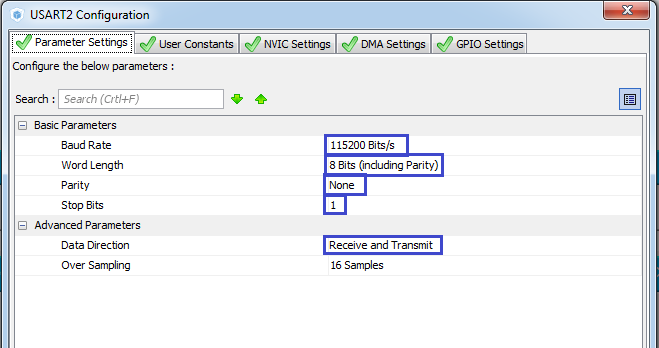 USART2 Configuration
Parameter Settings User Constants NVIC Settings DMA Settings GPIO Settings
Configure the below parameters :
Search : Search (Crtl+F)
Basic Parameters
Baud Rate 115200 Bits/s
Word Length 8 Bits (including Parity)
Parity None
Stop Bits 1
Advanced Parameters
Data Direction Receive and Transmit
Over Sampling 16 Samples